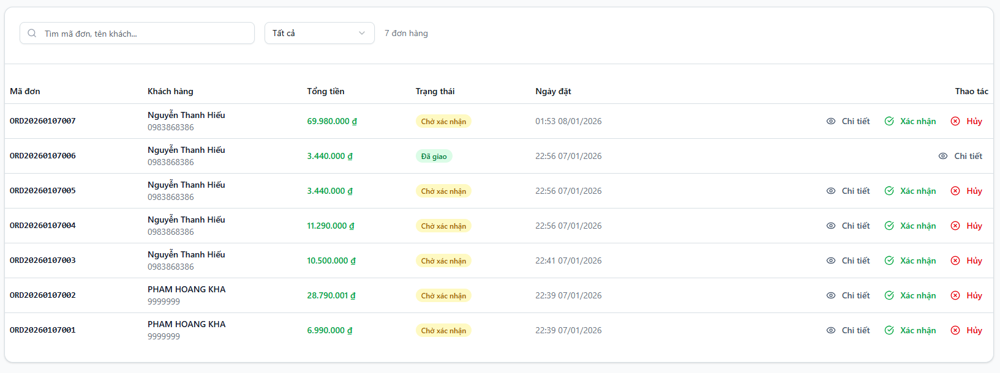 Tìm mã đơn, tên khách... Tất cả 7 đơn hàng
Mã đơn Khách hàng Tổng tiền Trạng thái Ngày đặt Thao tác
ORD20260107007 Nguyễn Thanh Hiếu 0983868386 69.980.000 ₫ Chờ xác nhận 01:53 08/01/2026 Chi tiết Xác nhận Hủy
ORD20260107006 Nguyễn Thanh Hiếu 0983868386 3.440.000 ₫ Đã giao 22:56 07/01/2026 Chi tiết
ORD20260107005 Nguyễn Thanh Hiếu 0983868386 3.440.000 ₫ Chờ xác nhận 22:56 07/01/2026 Chi tiết Xác nhận Hủy
ORD20260107004 Nguyễn Thanh Hiếu 0983868386 11.290.000 ₫ Chờ xác nhận 22:56 07/01/2026 Chi tiết Xác nhận Hủy
ORD20260107003 Nguyễn Thanh Hiếu 0983868386 10.500.000 ₫ Chờ xác nhận 22:41 07/01/2026 Chi tiết Xác nhận Hủy
ORD20260107002 PHAM HOANG KHA 9999999 28.790.001 ₫ Chờ xác nhận 22:39 07/01/2026 Chi tiết Xác nhận Hủy
ORD20260107001 PHAM HOANG KHA 9999999 6.990.000 ₫ Chờ xác nhận 22:39 07/01/2026 Chi tiết Xác nhận Hủy